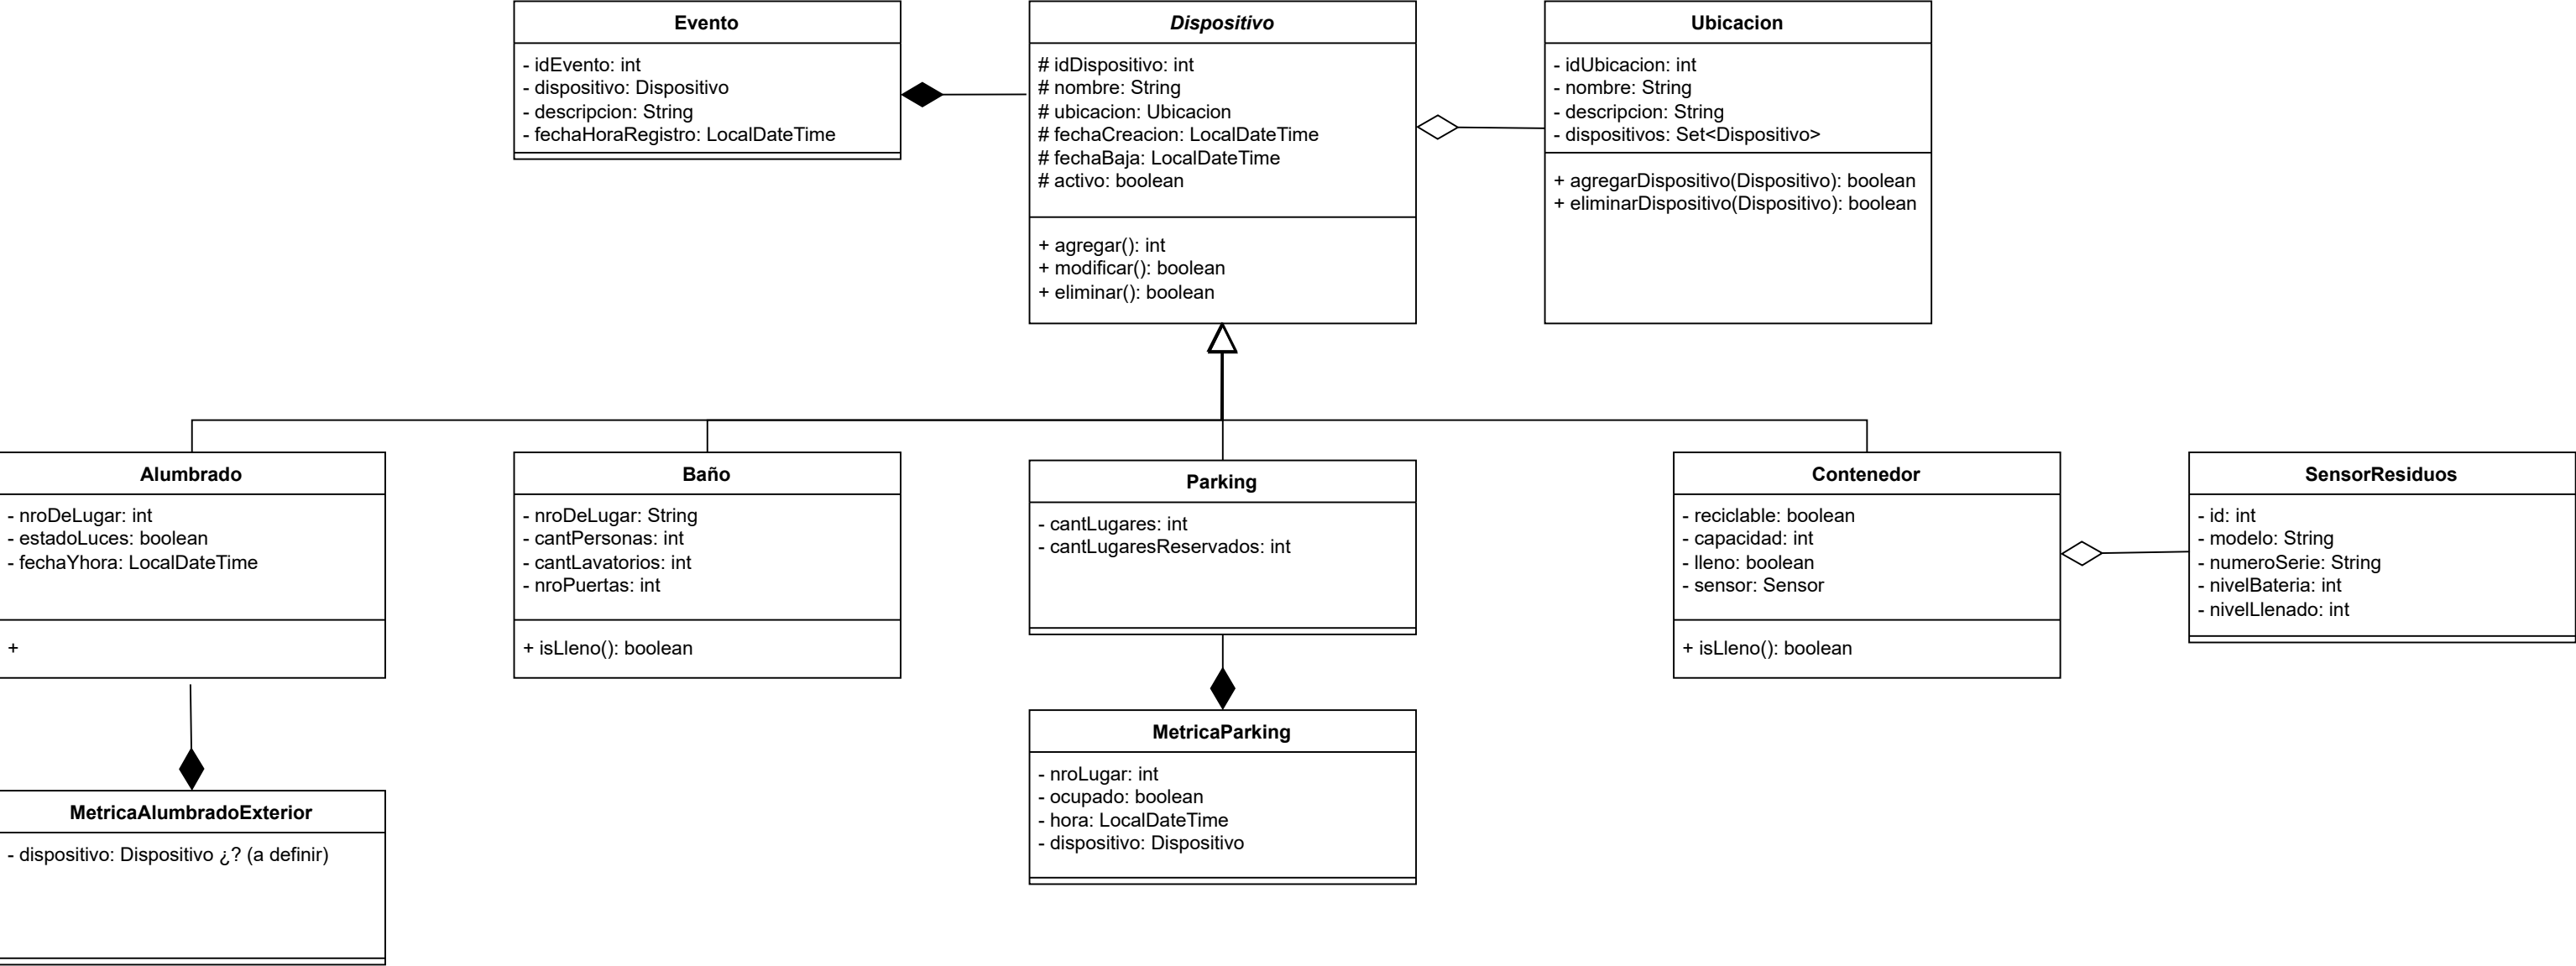 Evento
- idEvento: int
- dispositivo: Dispositivo
- descripcion: String
- fechaHoraRegistro: LocalDateTime
Dispositivo
# idDispositivo: int
# nombre: String
# ubicacion: Ubicacion
# fechaCreacion: LocalDateTime
# fechaBaja: LocalDateTime
# activo: boolean
+ agregar(): int
+ modificar(): boolean
+ eliminar(): boolean
Ubicacion
- idUbicacion: int
- nombre: String
- descripcion: String
- dispositivos: Set<Dispositivo>
+ agregarDispositivo(Dispositivo): boolean
+ eliminarDispositivo(Dispositivo): boolean
Alumbrado
- nroDeLugar: int
- estadoLuces: boolean
- fechaYhora: LocalDateTime
+
Baño
- nroDeLugar: String
- cantPersonas: int
- cantLavatorios: int
- nroPuertas: int
+ isLleno(): boolean
Parking
- cantLugares: int
- cantLugaresReservados: int
Contenedor
- reciclable: boolean
- capacidad: int
- lleno: boolean
- sensor: Sensor
+ isLleno(): boolean
SensorResiduos
- id: int
- modelo: String
- numeroSerie: String
- nivelBateria: int
- nivelLlenado: int
MetricaAlumbradoExterior
- dispositivo: Dispositivo ¿? (a definir)
MetricaParking
- nroLugar: int
- ocupado: boolean
- hora: LocalDateTime
- dispositivo: Dispositivo